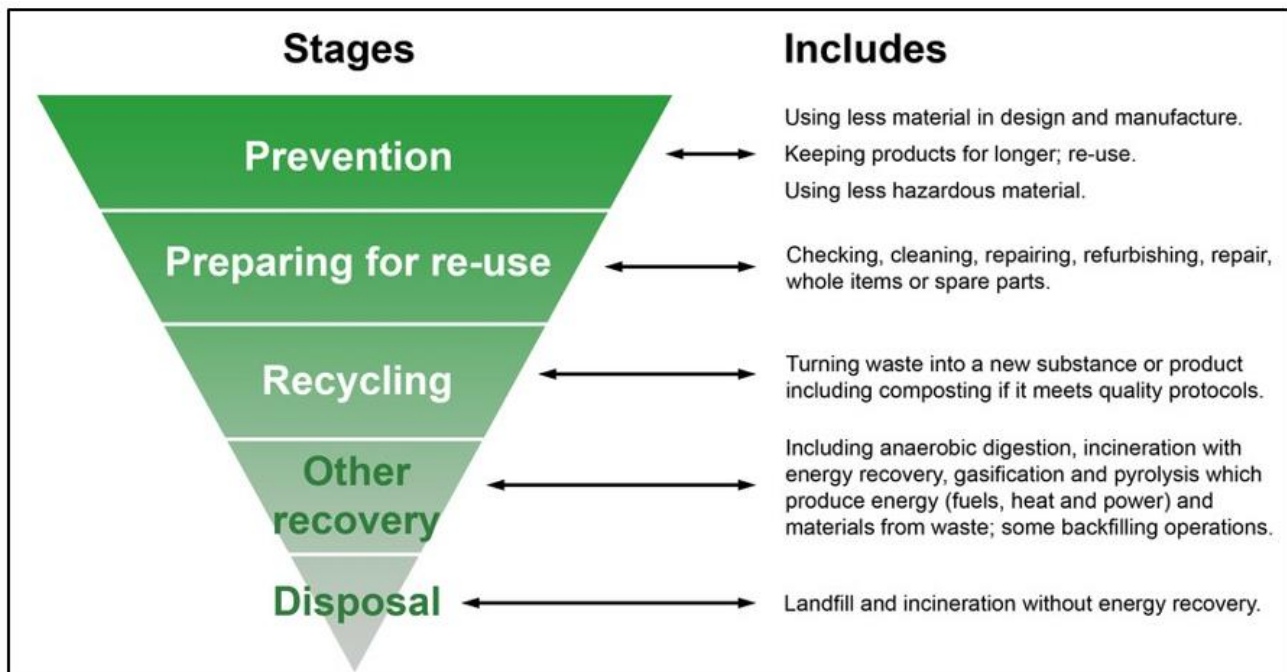 Stages
Includes
Prevention
Using less material in design and manufacture.
Keeping products for longer; re-use.
Using less hazardous material.
Preparing for re-use
Checking, cleaning, repairing, refurbishing, repair,
whole items or spare parts.
Recycling
Turning waste into a new substance or product
including composting if it meets quality protocols.
Other
recovery
Including anaerobic digestion, incineration with
energy recovery, gasification and pyrolysis which
produce energy (fuels, heat and power) and
materials from waste; some backfilling operations.
Disposal
Landfill and incineration without energy recovery.